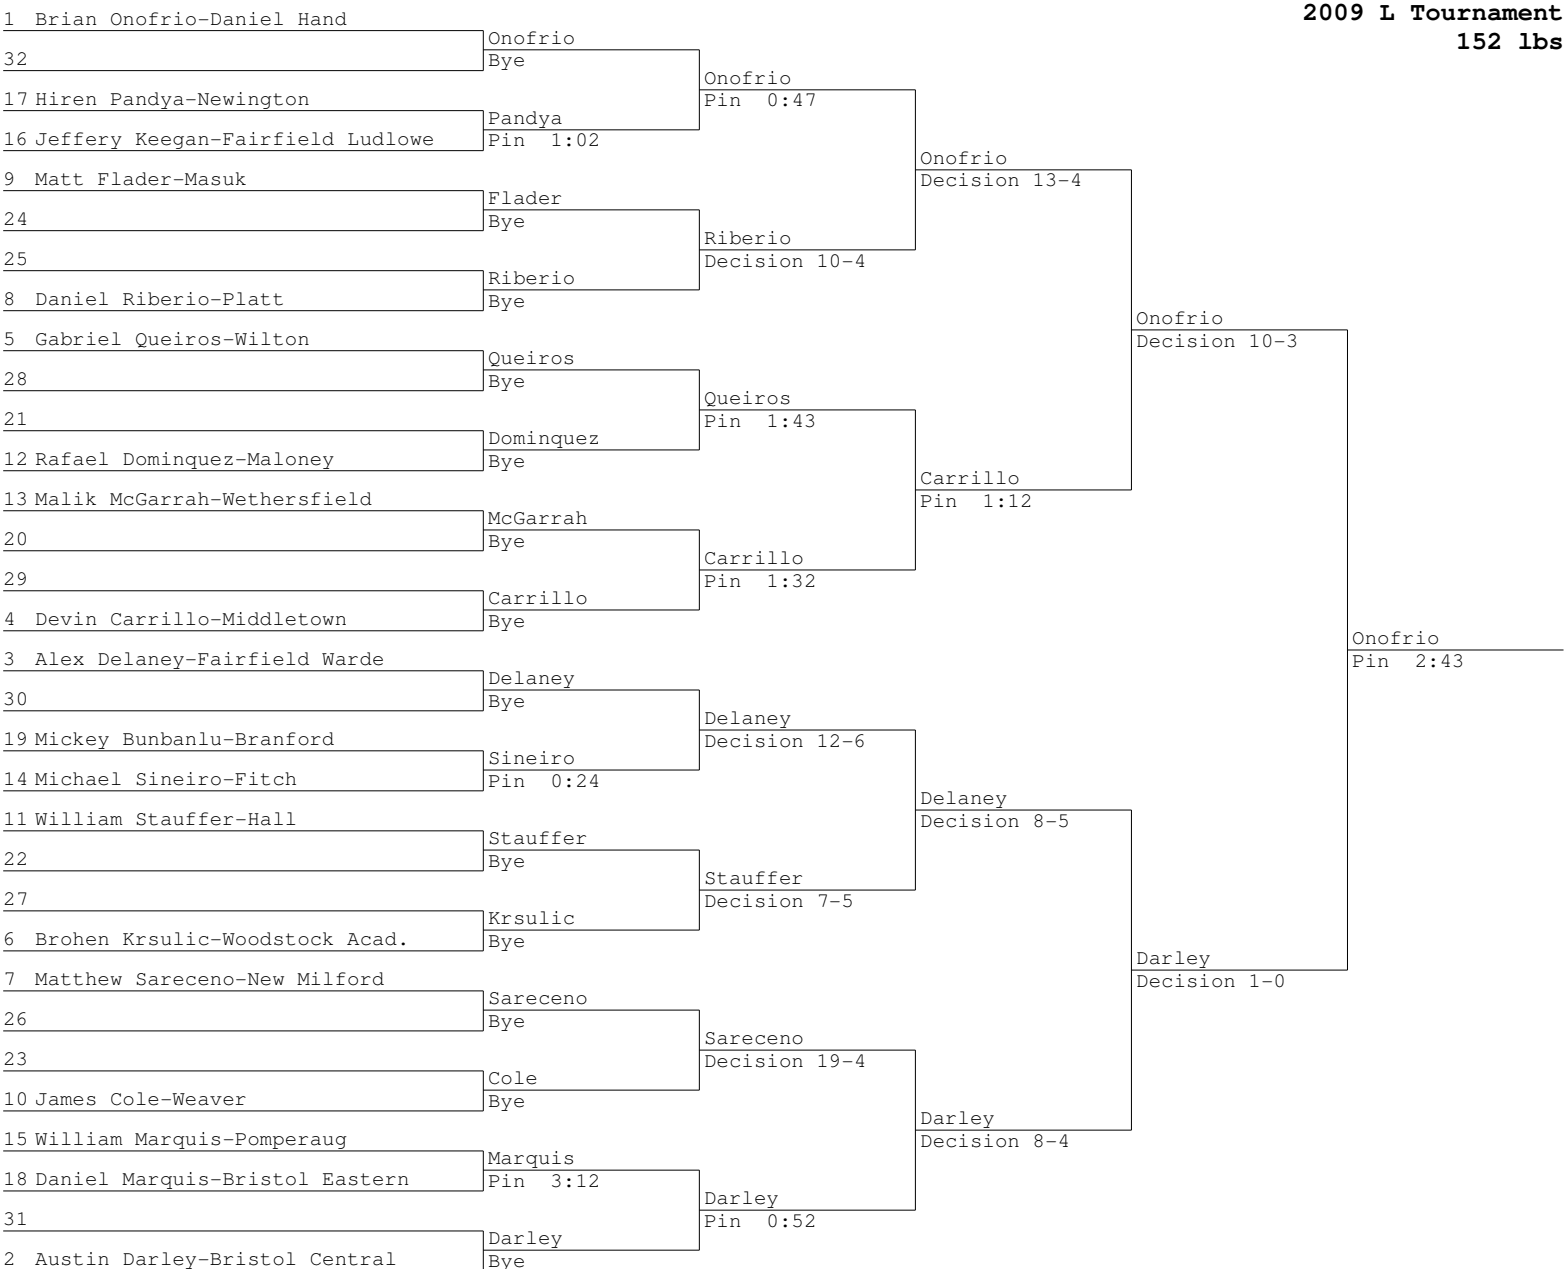 2009 L Tournament
152 lbs
1 Brian Onofrio-Daniel Hand
32
17 Hiren Pandya-Newington
16 Jeffery Keegan-Fairfield Ludlowe
9 Matt Flader-Masuk
24
25
8 Daniel Riberio-Platt
5 Gabriel Queiros-Wilton
28
21
12 Rafael Dominquez-Maloney
13 Malik McGarrah-Wethersfield
20
29
4 Devin Carrillo-Middletown
3 Alex Delaney-Fairfield Warde
30
19 Mickey Bunbanlu-Branford
14 Michael Sineiro-Fitch
11 William Stauffer-Hall
22
27
6 Brohen Krsulic-Woodstock Acad.
7 Matthew Sareceno-New Milford
26
23
10 James Cole-Weaver
15 William Marquis-Pomperaug
18 Daniel Marquis-Bristol Eastern
31
2 Austin Darley-Bristol Central
Onofrio
Bye
Pandya
Pin 1:02
Flader
Bye
Riberio
Bye
Queiros
Bye
Dominquez
Bye
McGarrah
Bye
Carrillo
Bye
Delaney
Bye
Sineiro
Pin 0:24
Stauffer
Bye
Krsulic
Bye
Sareceno
Bye
Cole
Bye
Marquis
Pin 3:12
Darley
Bye
Onofrio
Pin 0:47
Riberio
Decision 10-4
Queiros
Pin 1:43
Carrillo
Pin 1:32
Delaney
Decision 12-6
Stauffer
Decision 7-5
Sareceno
Decision 19-4
Darley
Pin 0:52
Onofrio
Decision 13-4
Carrillo
Pin 1:12
Delaney
Decision 8-5
Darley
Decision 8-4
Onofrio
Decision 10-3
Darley
Decision 1-0
Onofrio
Pin 2:43